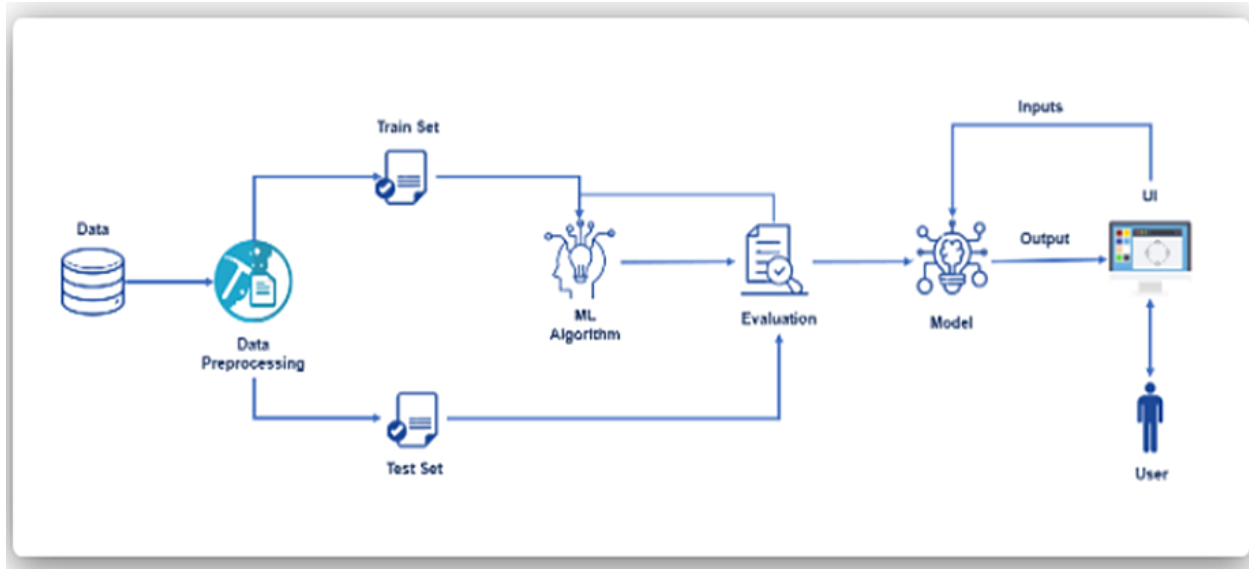 Inputs
Train Set
UI
Data
Output
ML
Algorithm
Evaluation
Model
Data
Preprocessing
Test Set
User